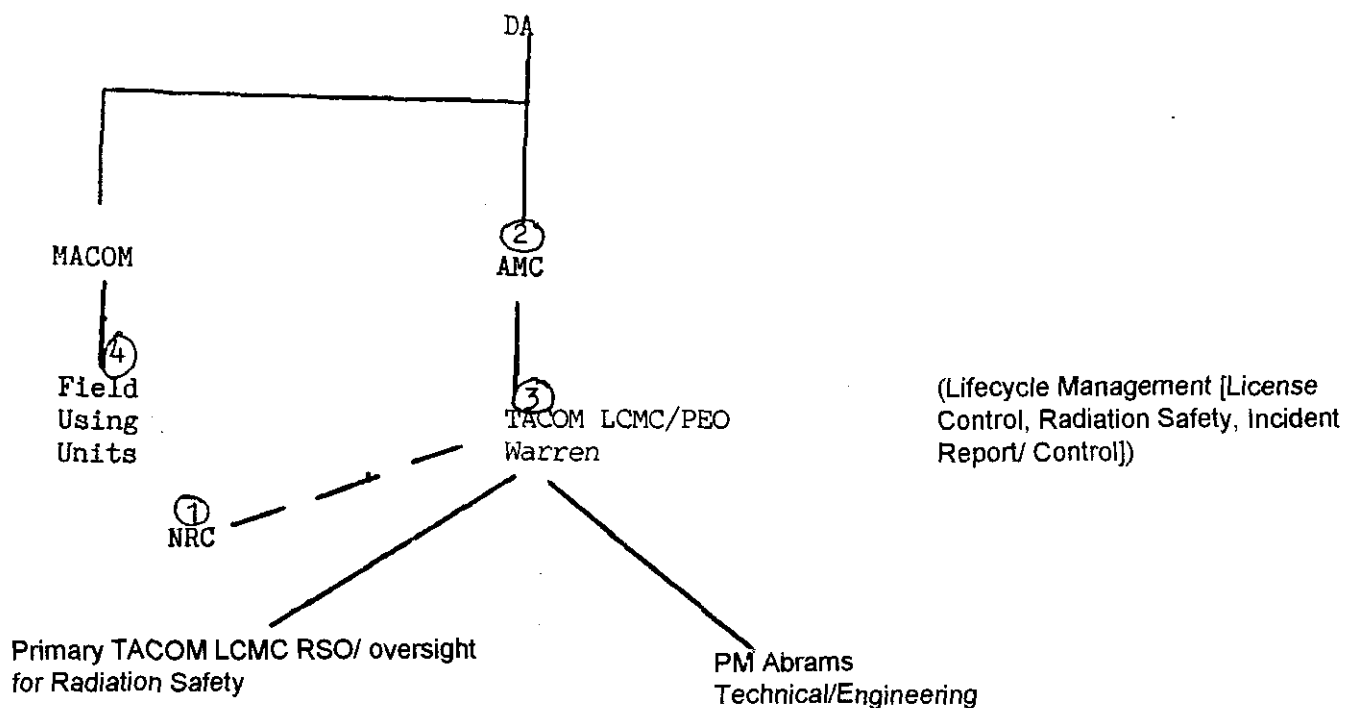 DA
MACOM
2
AMC
4
Field
Using
Units
3
TACOM LCMC/PEO
Warren
(Lifecycle Management [License
Control, Radiation Safety, Incident
Report/ Control])
1
NRC
Primary TACOM LCMC RSO/ oversight
for Radiation Safety
PM Abrams
Technical/Engineering